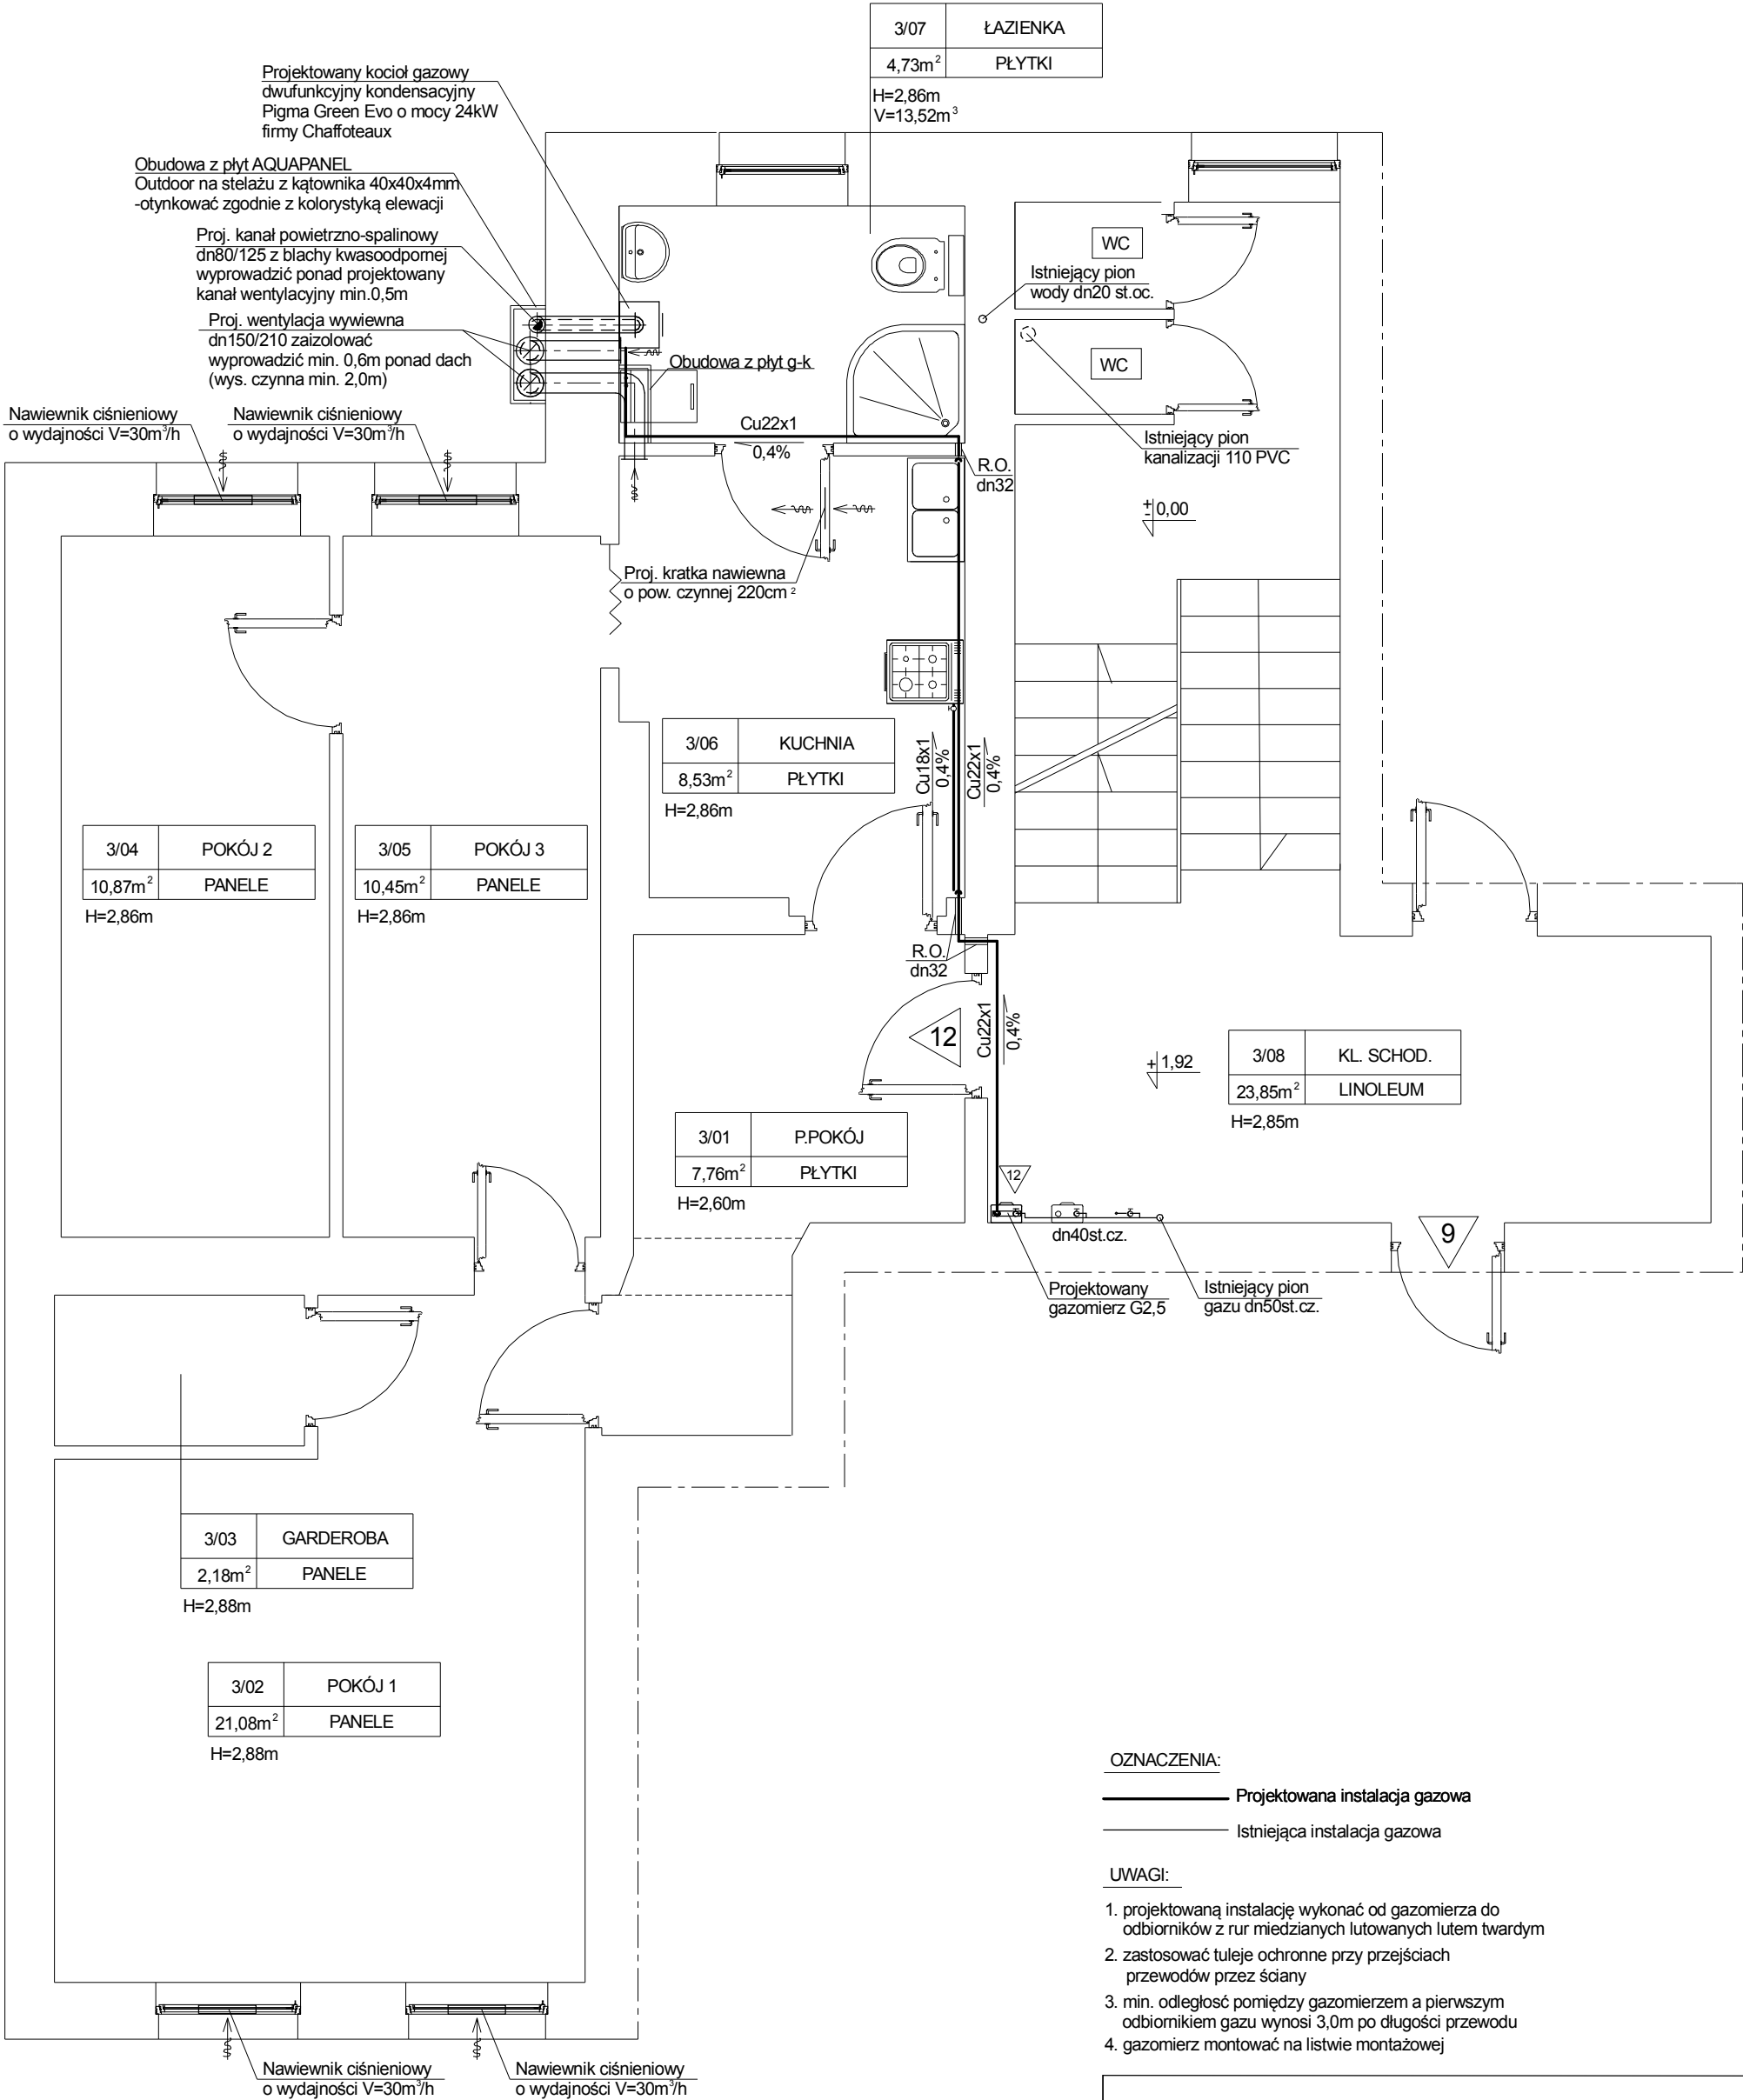 3/07 ŁAZIENKA
4,73m² PŁYTKI
H=2,86m
V=13,52m³
Projektowany kocioł gazowy
dwufunkcyjny kondensacyjny
Pigma Green Evo o mocy 24kW
firmy Chaffoteaux
Obudowa z płyt AQUAPANEL
Outdoor na stelażu z kątownika 40x40x4mm
-otynkować zgodnie z kolorystyką elewacji
Proj. kanał powietrzno-spalinowy
dn80/125 z blachy kwasoodpornej
wyprowadzić ponad projektowany
kanał wentylacyjny min.0,5m
Proj. wentylacja wywiewna
dn150/210 zaizolować
wyprowadzić min. 0,6m ponad dach
(wys. czynna min. 2,0m)
Nawiewnik ciśnieniowy
o wydajności V=30m³/h
Nawiewnik ciśnieniowy
o wydajności V=30m³/h
Obudowa z płyt g-k
Cu22x1
0,4%
R.O.
dn32
WC
Istniejący pion
wody dn20 st.oc.
WC
Istniejący pion
kanalizacji 110 PVC
±0,00
Proj. kratka nawiewna
o pow. czynnej 220cm²
3/06 KUCHNIA
8,53m² PŁYTKI
H=2,86m
Cu18x1
0,4%
Cu22x1
0,4%
3/04 POKÓJ 2
10,87m² PANELE
H=2,86m
3/05 POKÓJ 3
10,45m² PANELE
H=2,86m
R.O.
dn32
12
Cu22x1
0,4%
+1,92
3/08 KL. SCHOD.
23,85m² LINOLEUM
H=2,85m
3/01 P.POKÓJ
7,76m² PŁYTKI
H=2,60m
12
dn40st.cz.
9
Projektowany
gazomierz G2,5
Istniejący pion
gazu dn50st.cz.
3/03 GARDEROBA
2,18m² PANELE
H=2,88m
3/02 POKÓJ 1
21,08m² PANELE
H=2,88m
Nawiewnik ciśnieniowy
o wydajności V=30m³/h
Nawiewnik ciśnieniowy
o wydajności V=30m³/h
OZNACZENIA:
Projektowana instalacja gazowa
Istniejąca instalacja gazowa
UWAGI:
1. projektowaną instalację wykonać od gazomierza do
odbiorników z rur miedzianych lutowanych lutem twardym
2. zastosować tuleje ochronne przy przejściach
przewodów przez ściany
3. min. odległosć pomiędzy gazomierzem a pierwszym
odbiornikiem gazu wynosi 3,0m po długości przewodu
4. gazomierz montować na listwie montażowej